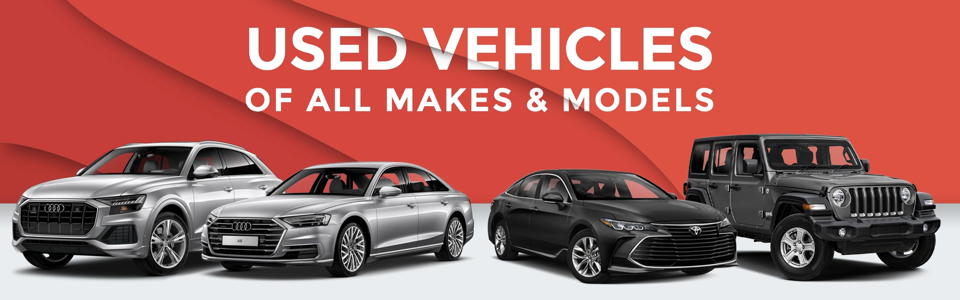 USED VEHICLES
OF ALL MAKES & MODELS